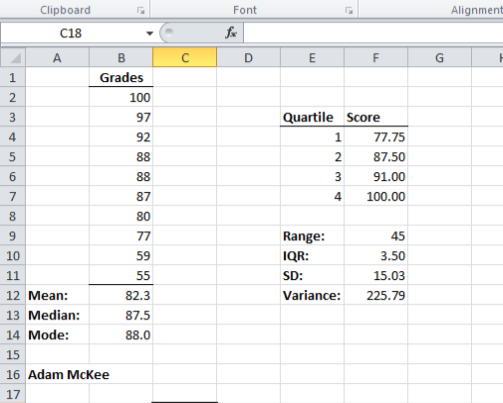 Clipboard Font Alignment
C18 fx
A B C D E F G
1 Grades
2 100
3 97 Quartile Score
4 92 1 77.75
5 88 2 87.50
6 88 3 91.00
7 87 4 100.00
8 80
9 77 Range: 45
10 59 IQR: 3.50
11 55 SD: 15.03
12 Mean: 82.3 Variance: 225.79
13 Median: 87.5
14 Mode: 88.0
15
16 Adam McKee
17